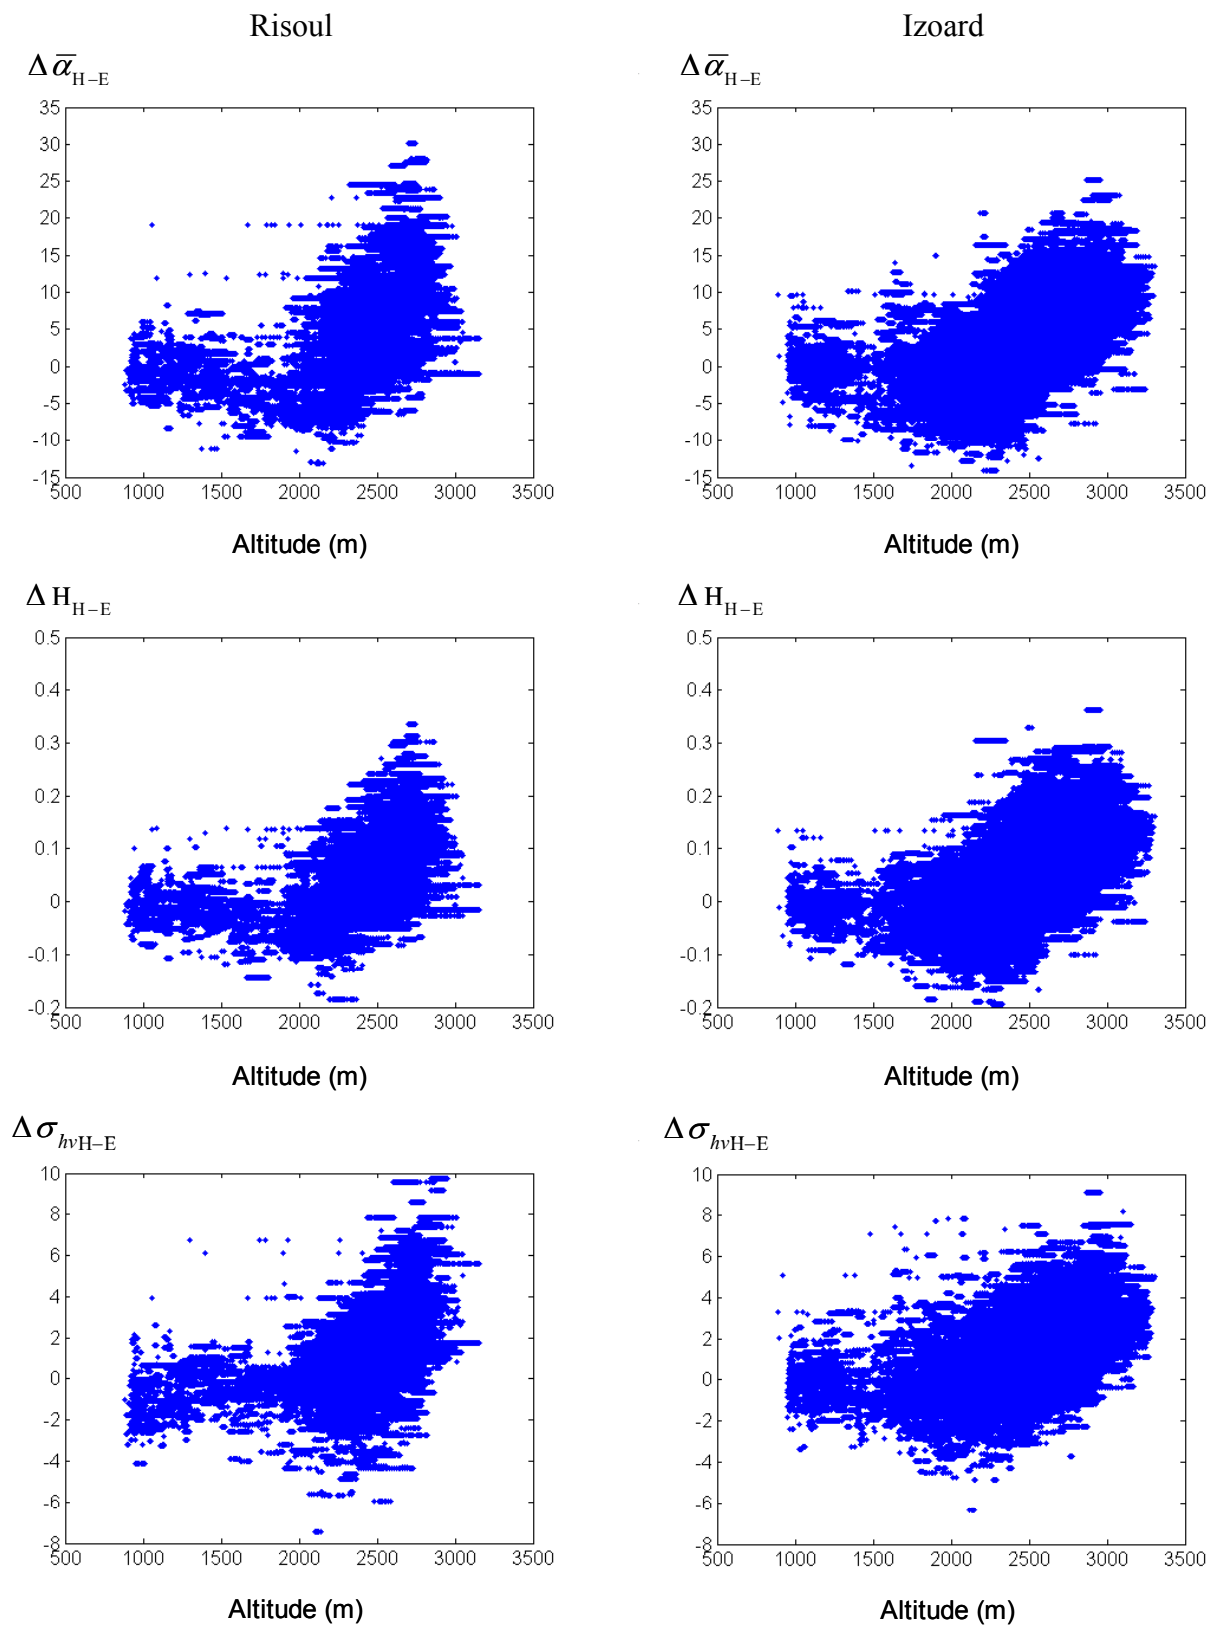 Risoul Izoard
Δ ᾱH−E Δ ᾱH−E
35 35
30 30
25 25
20 20
15 15
10 10
5 5
0 0
-5 -5
-10 -10
-15 -15
500 1000 1500 2000 2500 3000 3500 500 1000 1500 2000 2500 3000 3500
Altitude (m) Altitude (m)
Δ HH−E Δ HH−E
0.5 0.5
0.4 0.4
0.3 0.3
0.2 0.2
0.1 0.1
0 0
-0.1 -0.1
-0.2 -0.2
500 1000 1500 2000 2500 3000 3500 500 1000 1500 2000 2500 3000 3500
Altitude (m) Altitude (m)
Δ σhvH−E Δ σhvH−E
10 10
8 8
6 6
4 4
2 2
0 0
-2 -2
-4 -4
-6 -6
-8 -8
500 1000 1500 2000 2500 3000 3500 500 1000 1500 2000 2500 3000 3500
Altitude (m) Altitude (m)